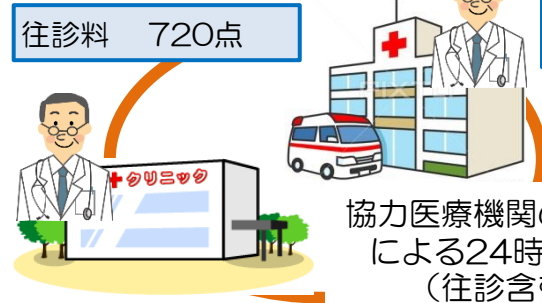 往診料 720点
クリニック
協力医療機関の
による24時
（往診含